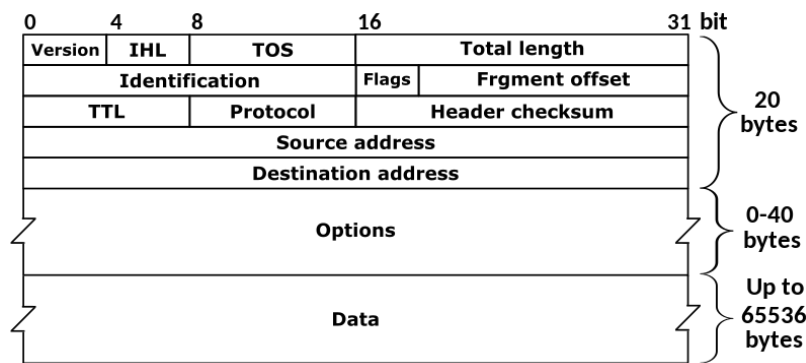 0 4 8 16 31 bit
Version IHL TOS Total length
Identification Flags Frgment offset
TTL Protocol Header checksum
Source address
Destination address
20
bytes
Options
0-40
bytes
Data
Up to
65536
bytes